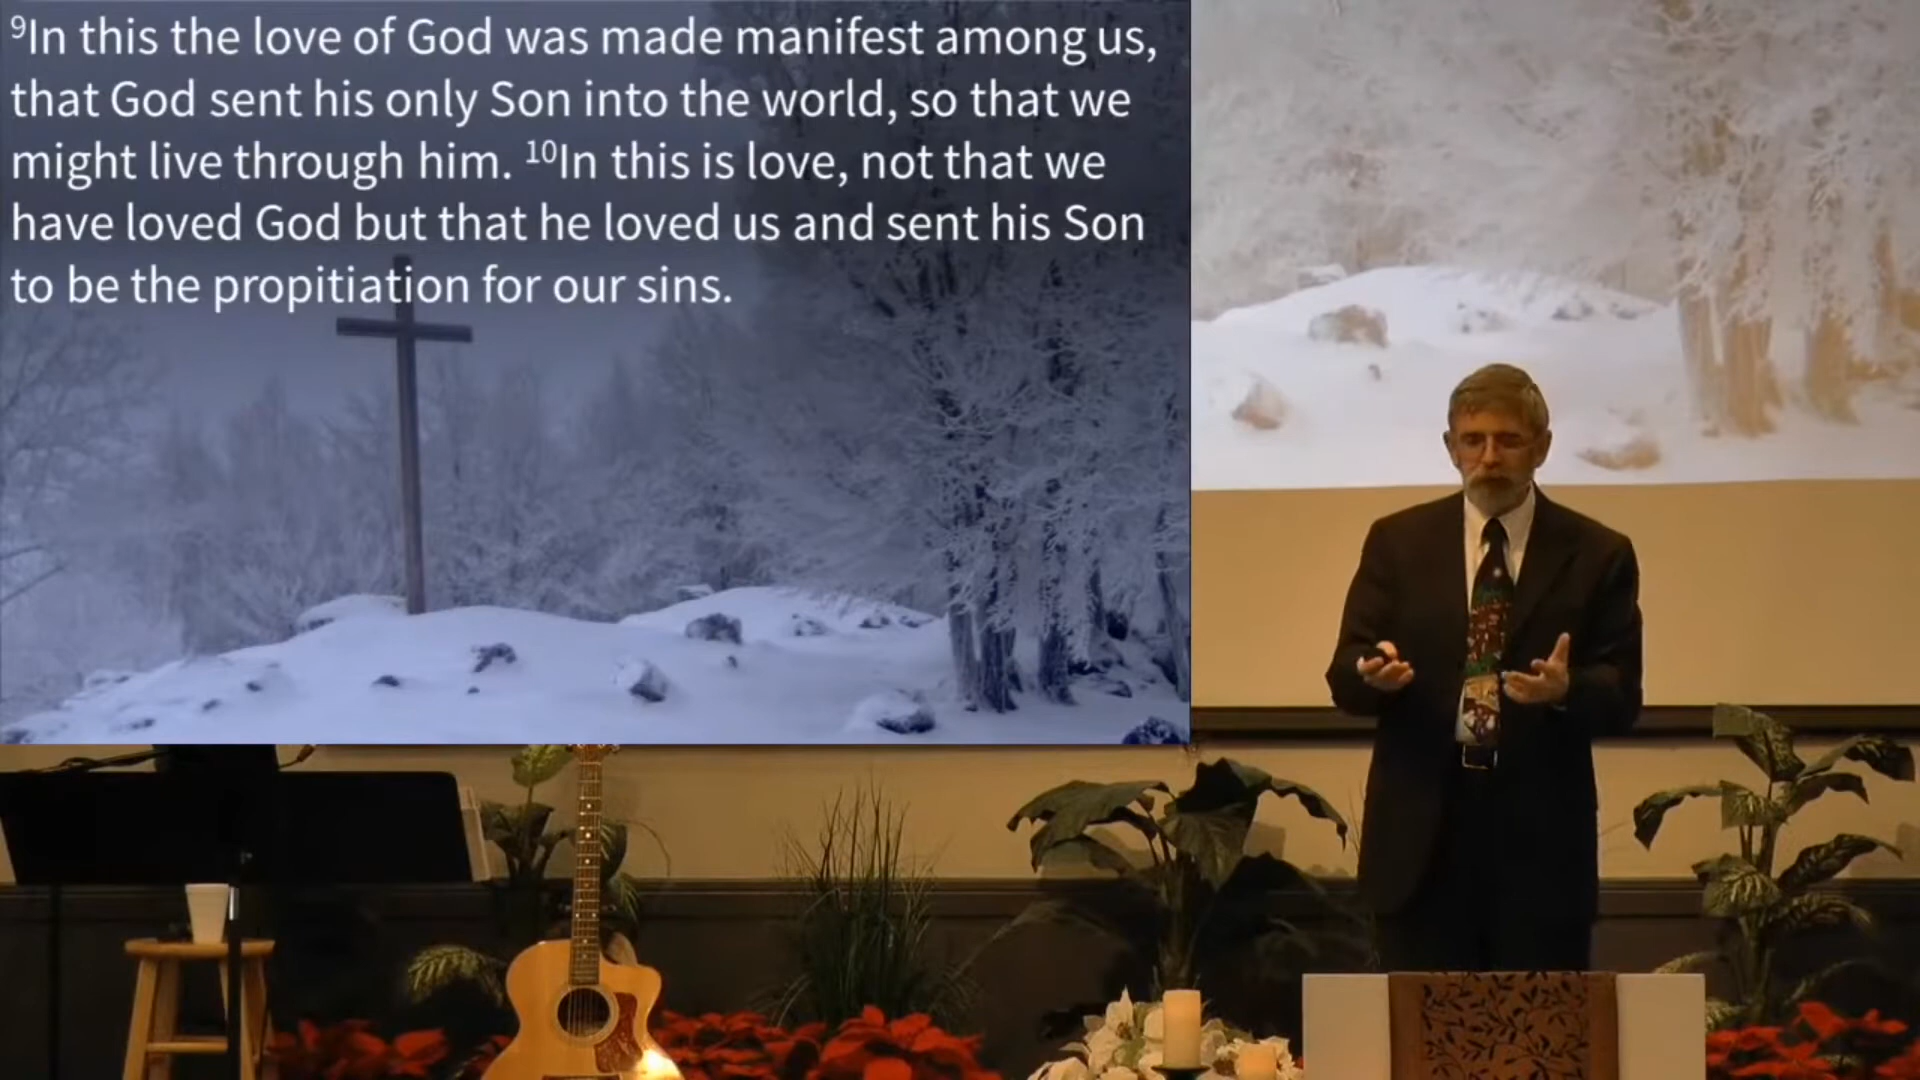 ⁹In this the love of God was made manifest among us,
that God sent his only Son into the world, so that we
might live through him. ¹⁰In this is love, not that we
have loved God but that he loved us and sent his Son
to be the propitiation for our sins.